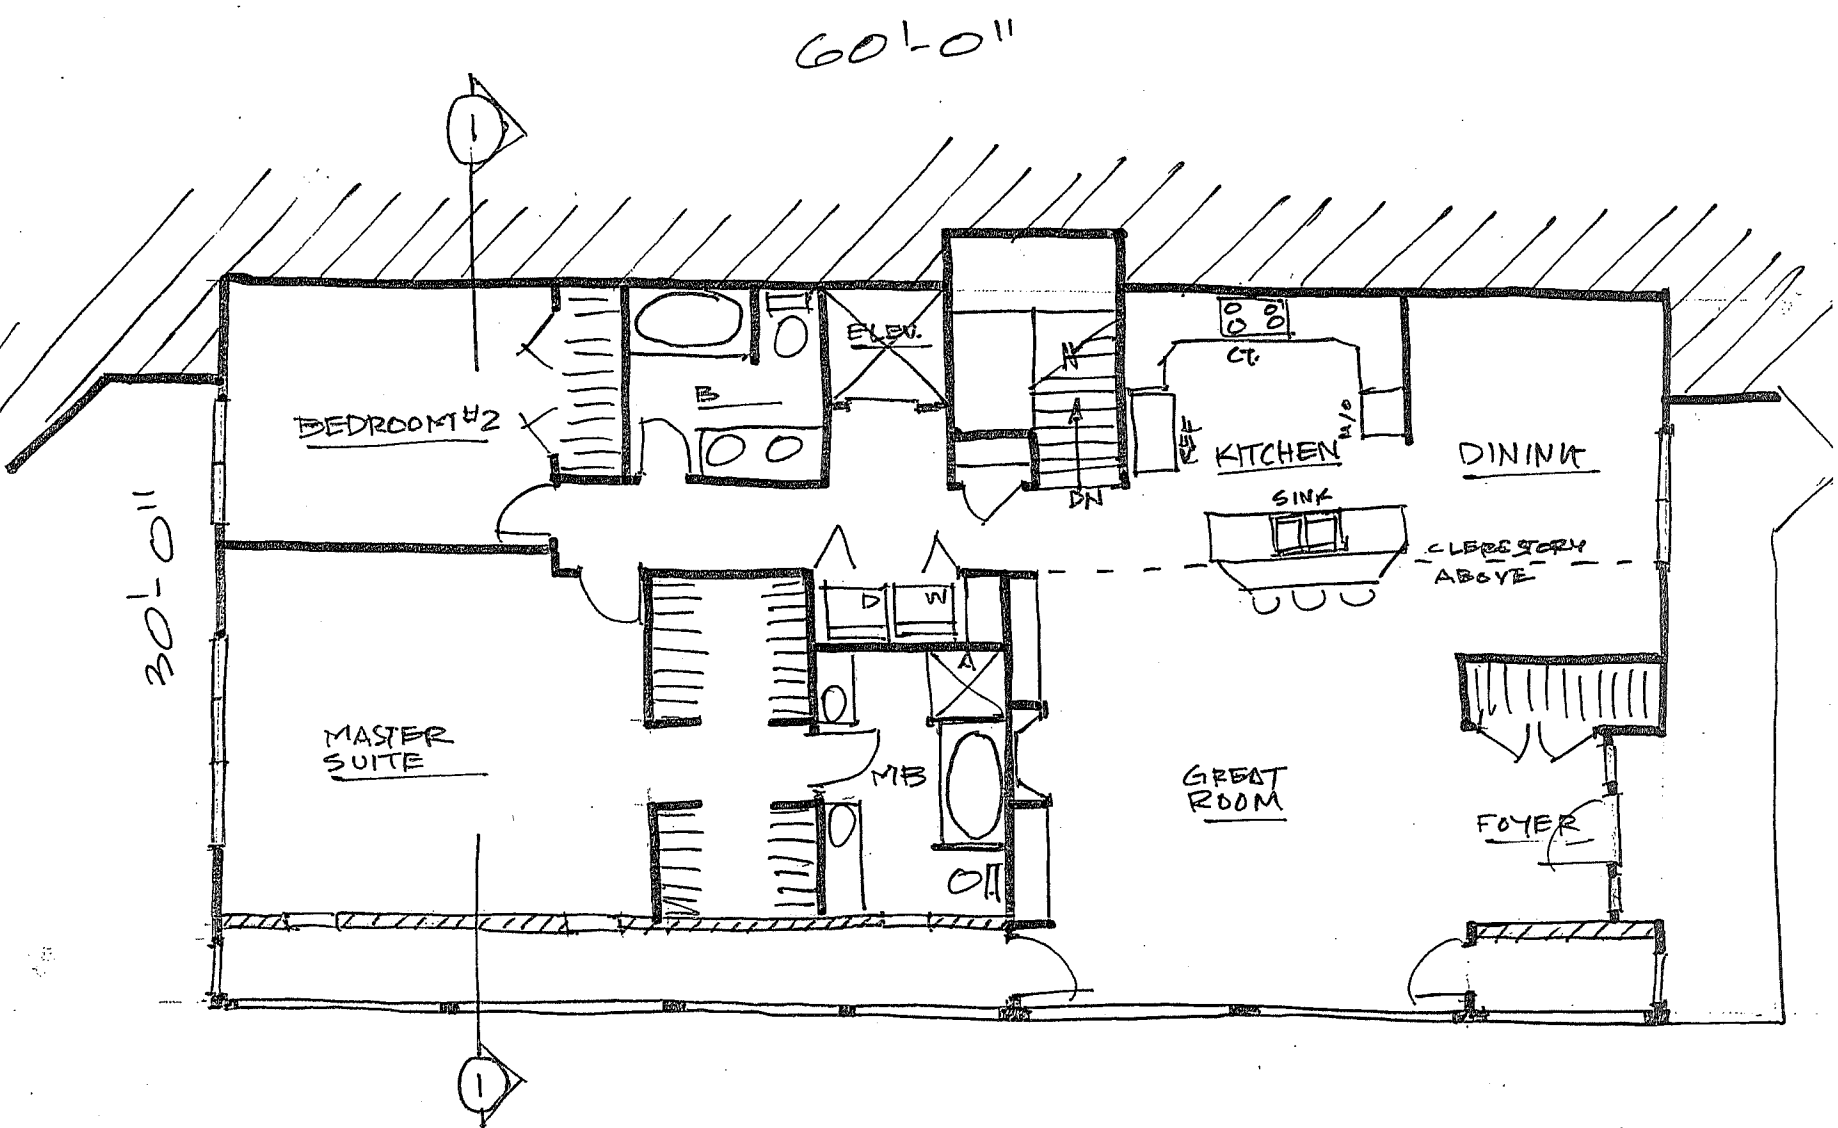 60'-0"
1
ELEV.
CT.
B
BEDROOM #2
REF
M/O
KITCHEN
DINING
DN
SINK
30'-0"
CLERESTORY
ABOVE
D
W
MASTER
SUITE
MB
GREAT
ROOM
FOYER
1